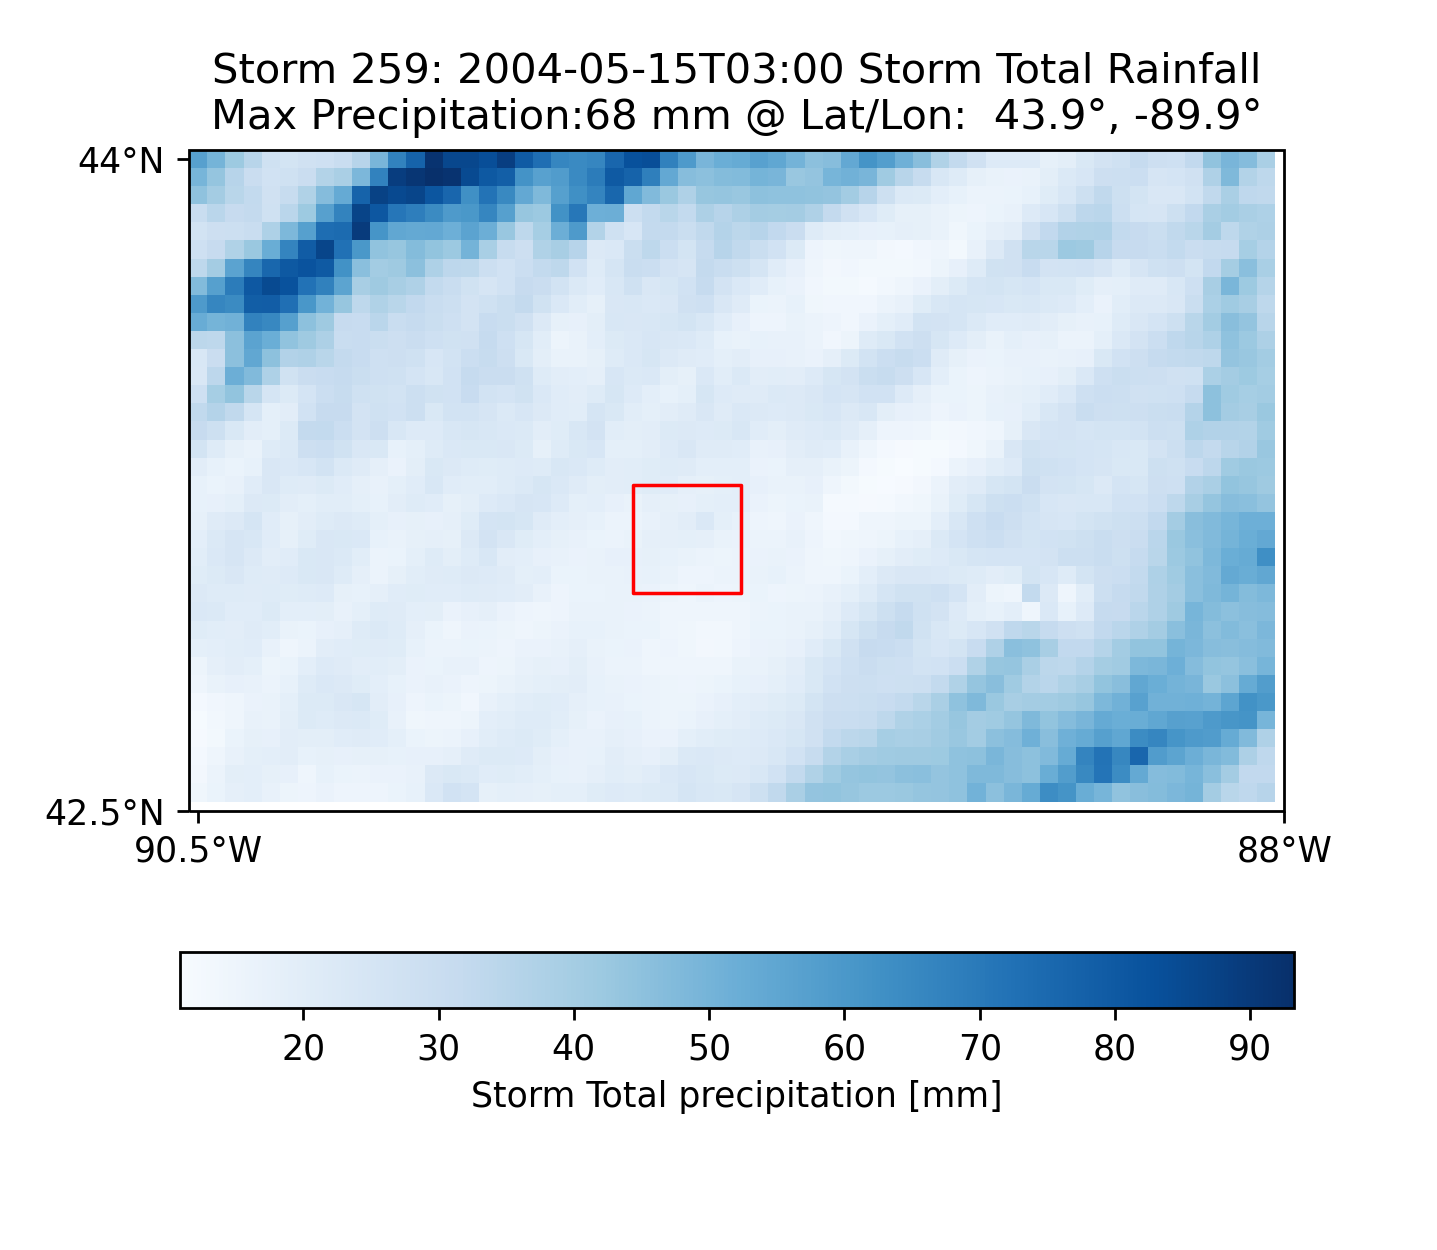 Storm 259: 2004-05-15T03:00 Storm Total Rainfall
Max Precipitation:68 mm @ Lat/Lon:  43.9°, -89.9°
44°N
42.5°N
90.5°W 88°W
20 30 40 50 60 70 80 90
Storm Total precipitation [mm]